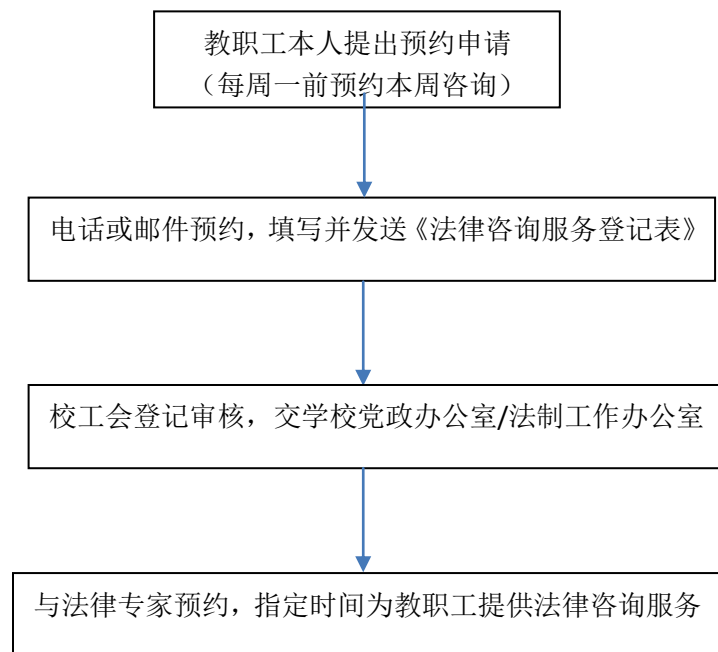 教职工本人提出预约申请
（每周一前预约本周咨询）
电话或邮件预约，填写并发送《法律咨询服务登记表》
校工会登记审核，交学校党政办公室/法制工作办公室
与法律专家预约，指定时间为教职工提供法律咨询服务